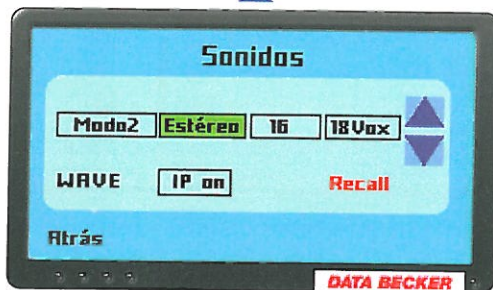 Sonidos
Modo2 Estéreo 16 18Vox
WAVE IP on Recall
Atrás
DATA BECKER